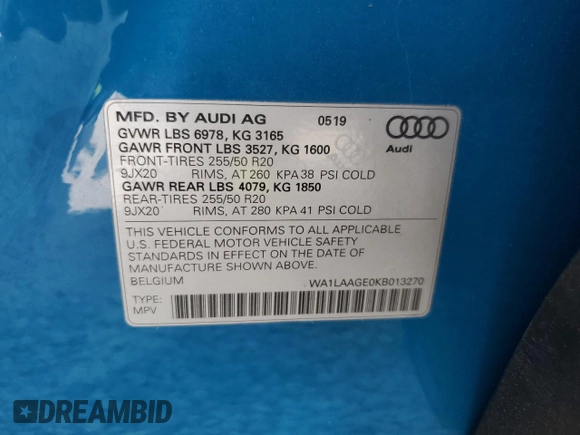 MFD. BY AUDI AG 0519
GVWR LBS 6978, KG 3165
GAWR FRONT LBS 3527, KG 1600
FRONT-TIRES 255/50 R20
9JX20 RIMS, AT 260 KPA 38 PSI COLD
GAWR REAR LBS 4079, KG 1850
REAR-TIRES 255/50 R20
9JX20 RIMS, AT 280 KPA 41 PSI COLD
Audi
THIS VEHICLE CONFORMS TO ALL APPLICABLE
U.S. FEDERAL MOTOR VEHICLE SAFETY
STANDARDS IN EFFECT ON THE DATE OF
MANUFACTURE SHOWN ABOVE.
BELGIUM WA1LAAGE0KB013270
TYPE:
MPV
DREAMBID